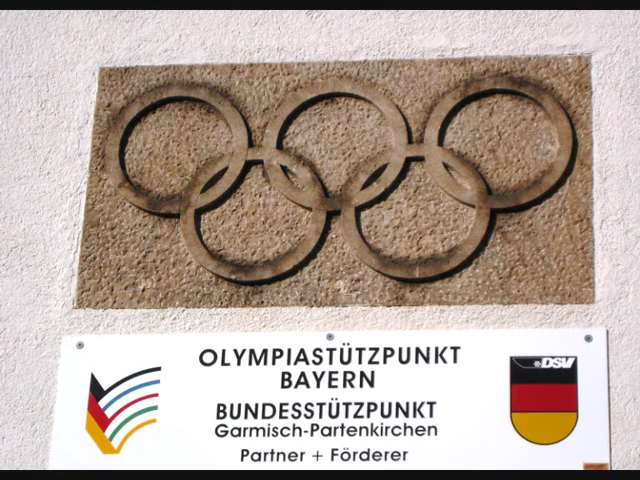 OLYMPIASTÜTZPUNKT
BAYERN
DSV
BUNDESSTÜTZPUNKT
Garmisch-Partenkirchen
Partner + Förderer